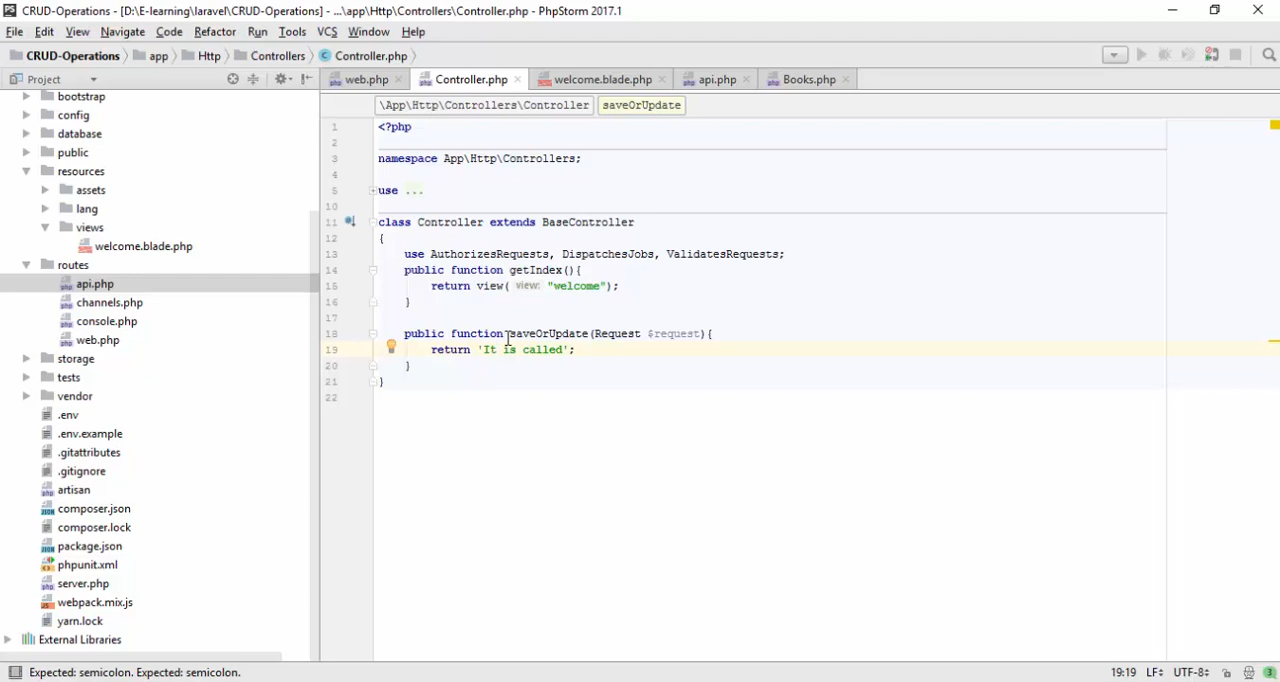 CRUD-Operations - [D:\E-learning\laravel\CRUD-Operations] - ...\app\Http\Controllers\Controller.php - PhpStorm 2017.1
File Edit View Navigate Code Refactor Run Tools VCS Window Help
CRUD-Operations app Http Controllers Controller.php
Project web.php Controller.php welcome.blade.php api.php Books.php
\App\Http\Controllers\Controller saveOrUpdate
bootstrap
config
database
public
resources
assets
lang
views
welcome.blade.php
routes
api.php
channels.php
console.php
web.php
storage
tests
vendor
.env
.env.example
.gitattributes
.gitignore
artisan
composer.json
composer.lock
package.json
phpunit.xml
server.php
webpack.mix.js
yarn.lock
External Libraries
1 <?php
2
3 namespace App\Http\Controllers;
4
5 use ...
10
11 class Controller extends BaseController
12 {
13 use AuthorizesRequests, DispatchesJobs, ValidatesRequests;
14 public function getIndex(){
15 return view( view: "welcome");
16 }
17
18 public function saveOrUpdate(Request $request){
19 return 'It is called';
20 }
21 }
22
Expected: semicolon. Expected: semicolon. 19:19 LF÷ UTF-8÷ 3